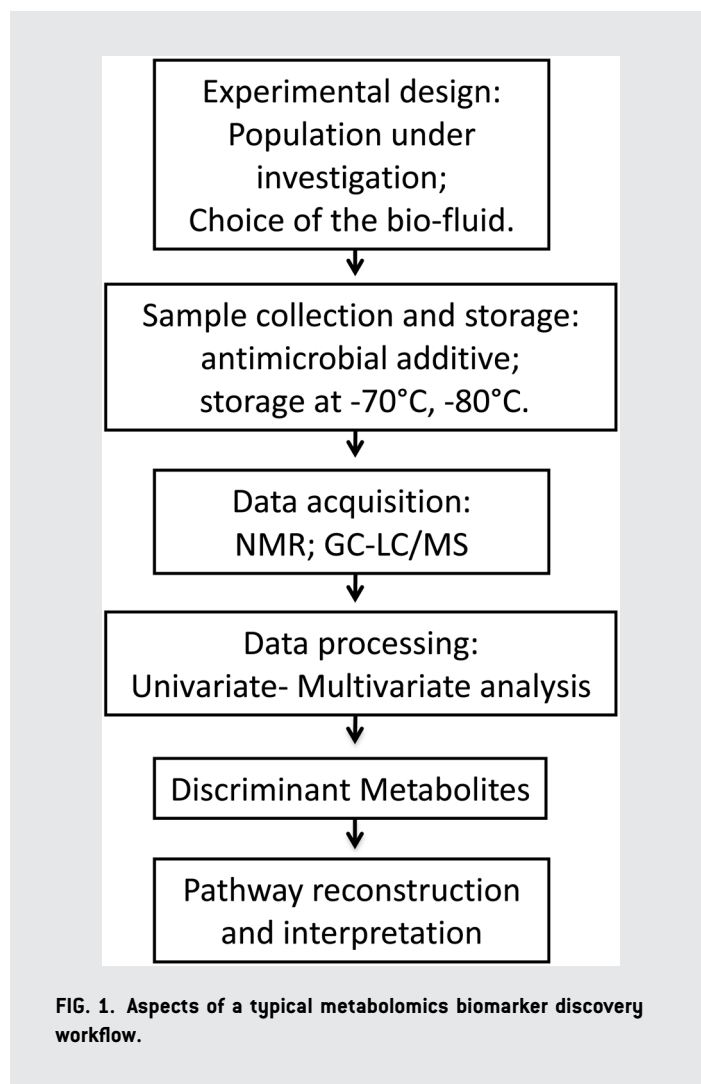 Experimental design:
Population under
investigation;
Choice of the bio-fluid.
Sample collection and storage:
antimicrobial additive;
storage at -70°C, -80°C.
Data acquisition:
NMR; GC-LC/MS
Data processing:
Univariate- Multivariate analysis
Discriminant Metabolites
Pathway reconstruction
and interpretation
FIG. 1. Aspects of a typical metabolomics biomarker discovery
workflow.